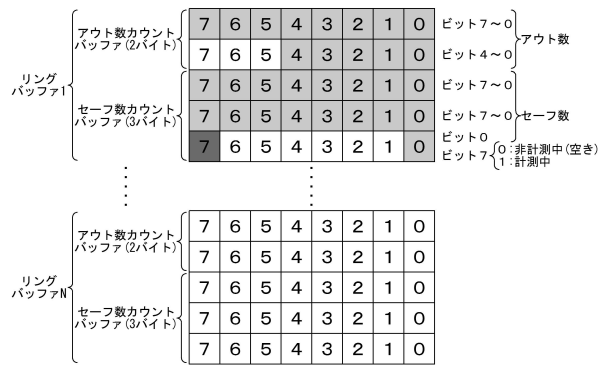 アウト数カウント
バッファ(2バイト)
7 6 5 4 3 2 1 0 ビット7~0
7 6 5 4 3 2 1 0 ビット4~0
アウト数
リング
バッファ1
セーフ数カウント
バッファ(3バイト)
7 6 5 4 3 2 1 0 ビット7~0
7 6 5 4 3 2 1 0 ビット7~0
7 6 5 4 3 2 1 0 ビット0
セーフ数
ビット7 0:非計測中(空き)
1:計測中
アウト数カウント
バッファ(2バイト)
7 6 5 4 3 2 1 0
7 6 5 4 3 2 1 0
リング
バッファN
セーフ数カウント
バッファ(3バイト)
7 6 5 4 3 2 1 0
7 6 5 4 3 2 1 0
7 6 5 4 3 2 1 0